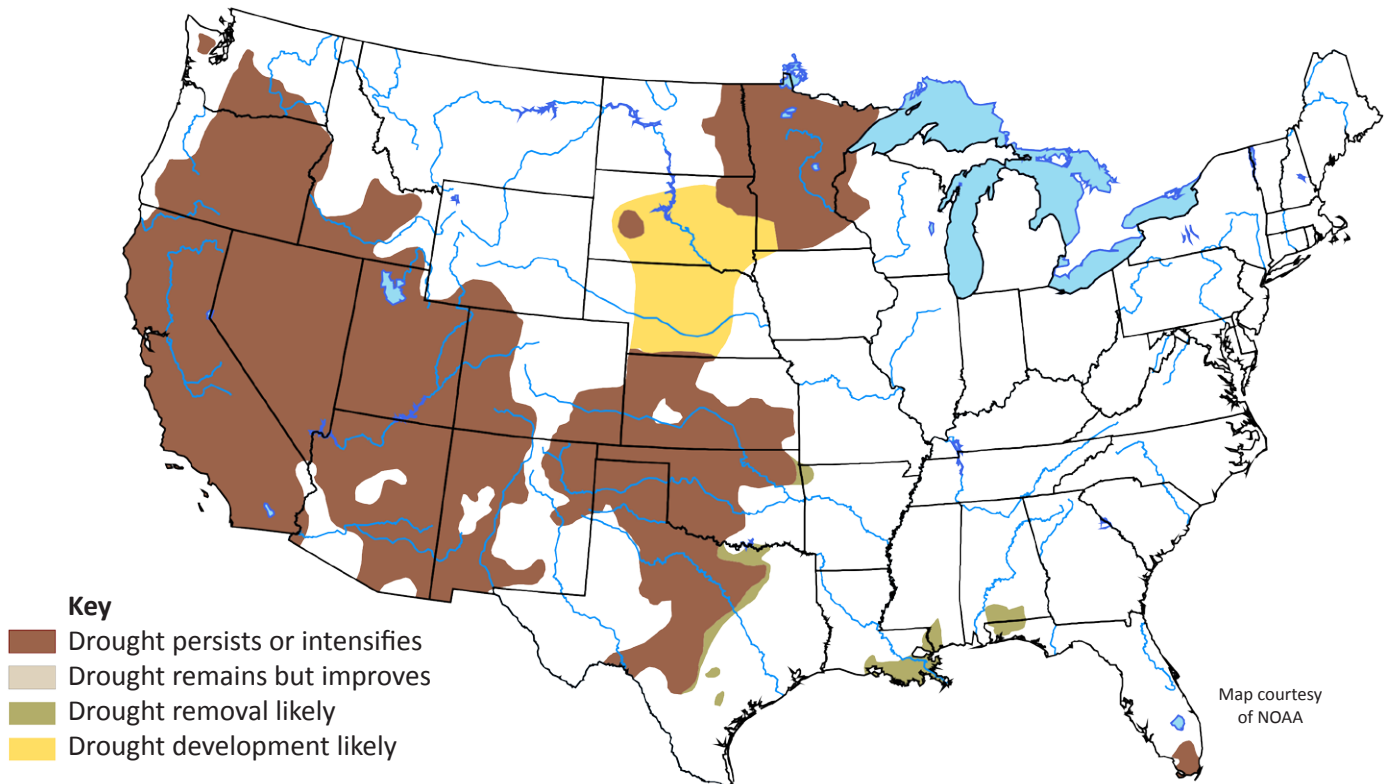 Key
Drought persists or intensifies
Drought remains but improves
Drought removal likely
Drought development likely
Map courtesy
of NOAA